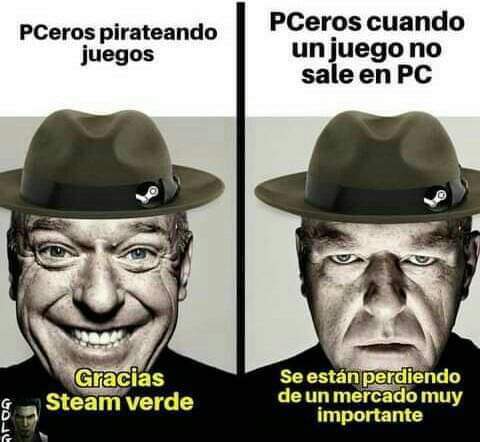 PCeros pirateando
juegos
PCeros cuando
un juego no
sale en PC
Gracias
Steam verde
Se están perdiendo
de un mercado muy
importante
GDLG